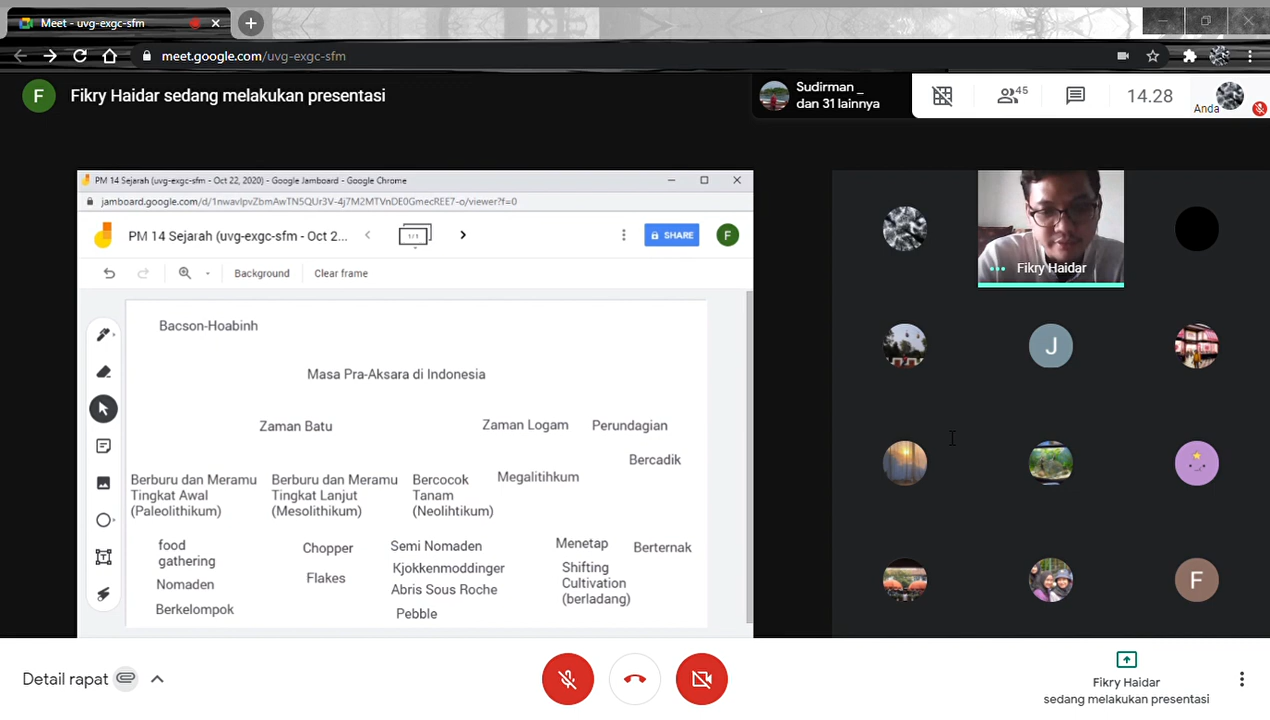 Meet - uvg-exgc-sfm
meet.google.com/uvg-exgc-sfm
F
Fikry Haidar sedang melakukan presentasi
Sudirman _
dan 31 lainnya
45
14.28
Anda
PM 14 Sejarah (uvg-exgc-sfm - Oct 22, 2020) - Google Jamboard - Google Chrome
jamboard.google.com/d/1nwavlpvZbmAwTN5QUr3V-4j7M2MTVnDE0GmecREE7-o/viewer?f=0
PM 14 Sejarah (uvg-exgc-sfm - Oct 2...
1/1
SHARE
F
Background
Clear frame
Bacson-Hoabinh
Masa Pra-Aksara di Indonesia
Zaman Batu
Zaman Logam
Perundagian
Bercadik
Berburu dan Meramu
Tingkat Awal
(Paleolithikum)
Berburu dan Meramu
Tingkat Lanjut
(Mesolithikum)
Bercocok
Tanam
(Neolihtikum)
Megalitihkum
food
gathering
Nomaden
Berkelompok
Chopper
Flakes
Semi Nomaden
Kjokkenmoddinger
Abris Sous Roche
Pebble
Menetap
Shifting
Cultivation
(berladang)
Berternak
Fikry Haidar
J
F
Detail rapat
Fikry Haidar
sedang melakukan presentasi